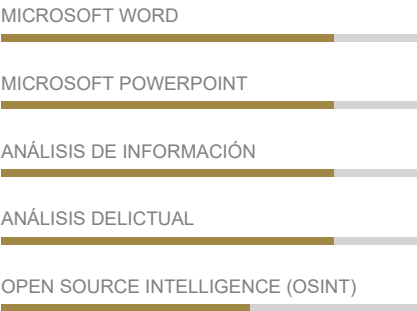 MICROSOFT WORD
MICROSOFT POWERPOINT
ANÁLISIS DE INFORMACIÓN
ANÁLISIS DELICTUAL
OPEN SOURCE INTELLIGENCE (OSINT)